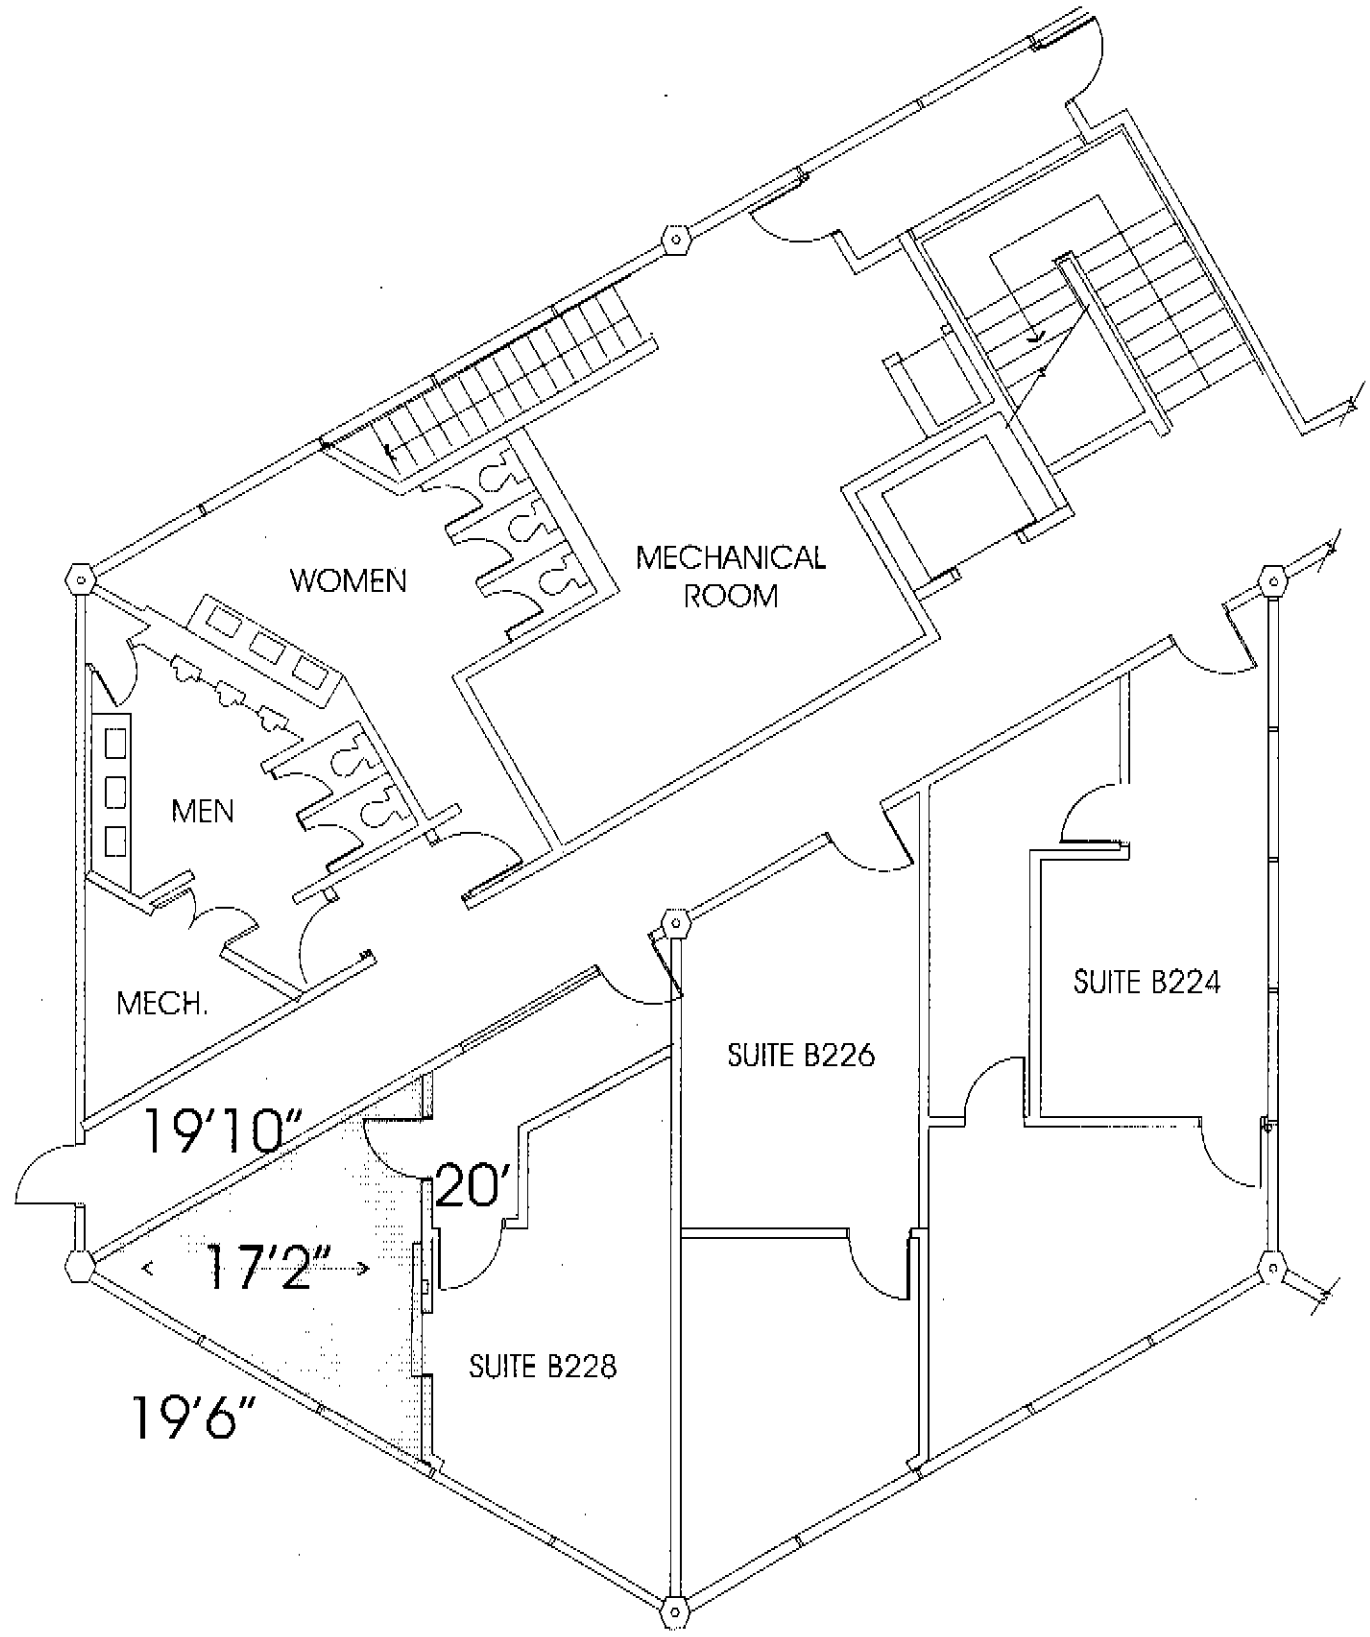 WOMEN
MECHANICAL
ROOM
MEN
MECH.
SUITE B224
SUITE B226
19'10"
20'
17'2"
SUITE B228
19'6"